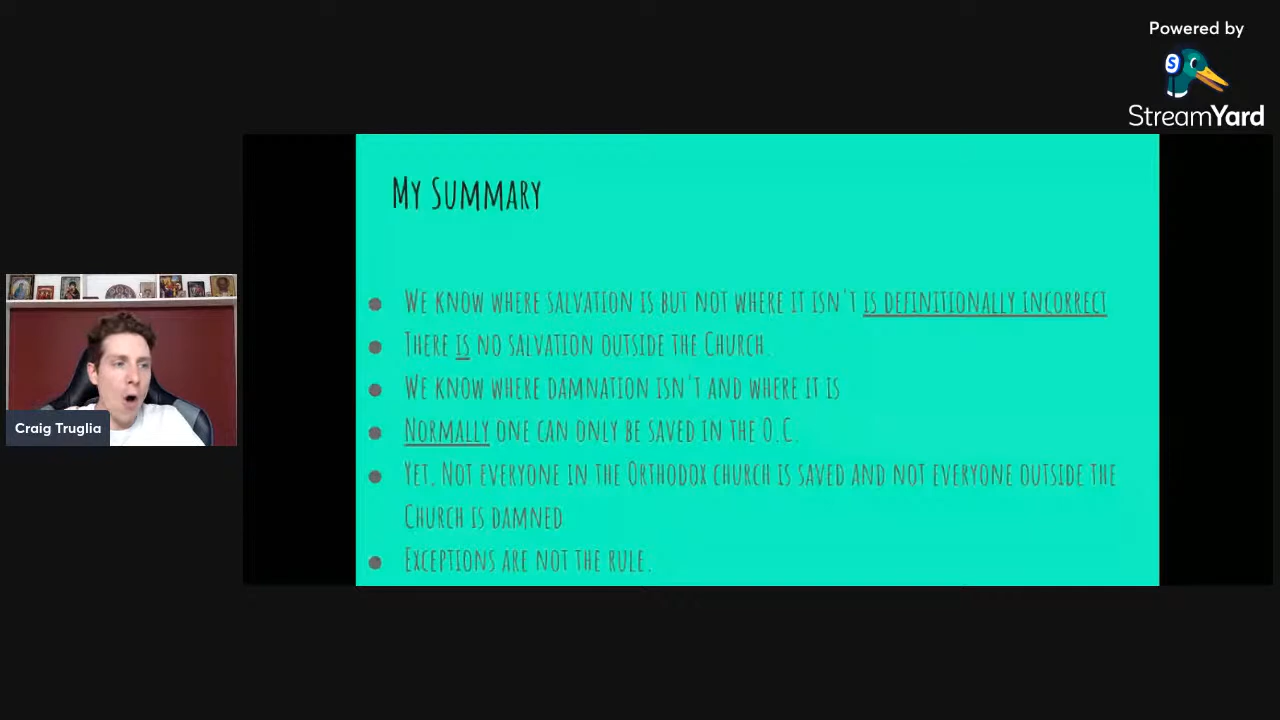 Powered by
S
StreamYard
My Summary
We know where salvation is but not where it isn't is definitionally incorrect
There is no salvation outside the Church.
We know where damnation isn't and where it is
Normally one can only be saved in the O.C.
Yet, Not everyone in the Orthodox church is saved and not everyone outside the
Church is damned
Exceptions are not the rule.
Craig Truglia